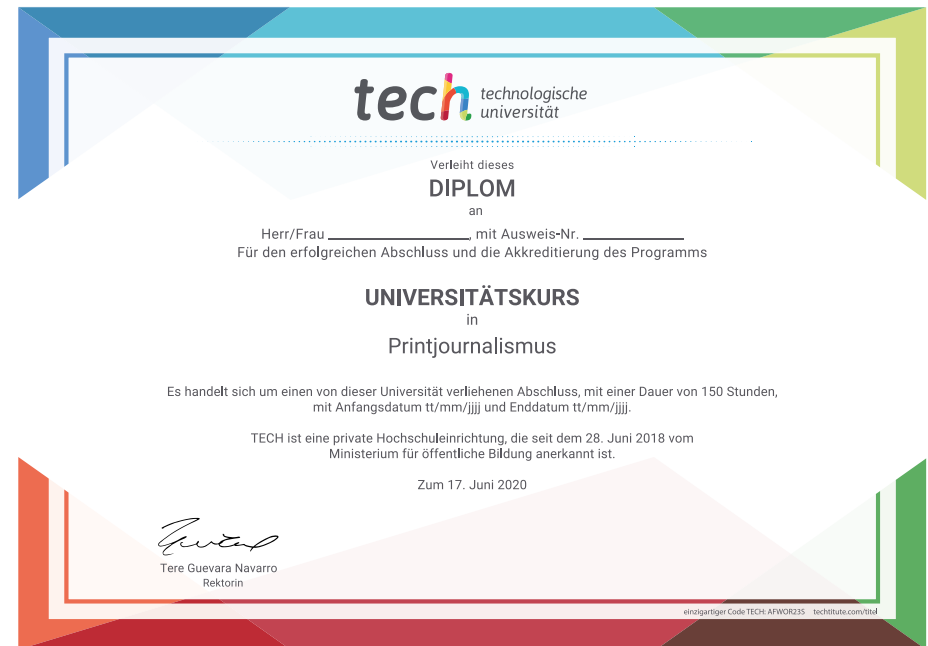 tech technologische
universität
Verleiht dieses
DIPLOM
an
Herr/Frau ____________________, mit Ausweis-Nr. ______________
Für den erfolgreichen Abschluss und die Akkreditierung des Programms
UNIVERSITÄTSKURS
in
Printjournalismus
Es handelt sich um einen von dieser Universität verliehenen Abschluss, mit einer Dauer von 150 Stunden,
mit Anfangsdatum tt/mm/jjjj und Enddatum tt/mm/jjjj.
TECH ist eine private Hochschuleinrichtung, die seit dem 28. Juni 2018 vom
Ministerium für öffentliche Bildung anerkannt ist.
Zum 17. Juni 2020
Tere Guevara Navarro
Rektorin
einzigartiger Code TECH: AFWOR23S techtitute.com/titel